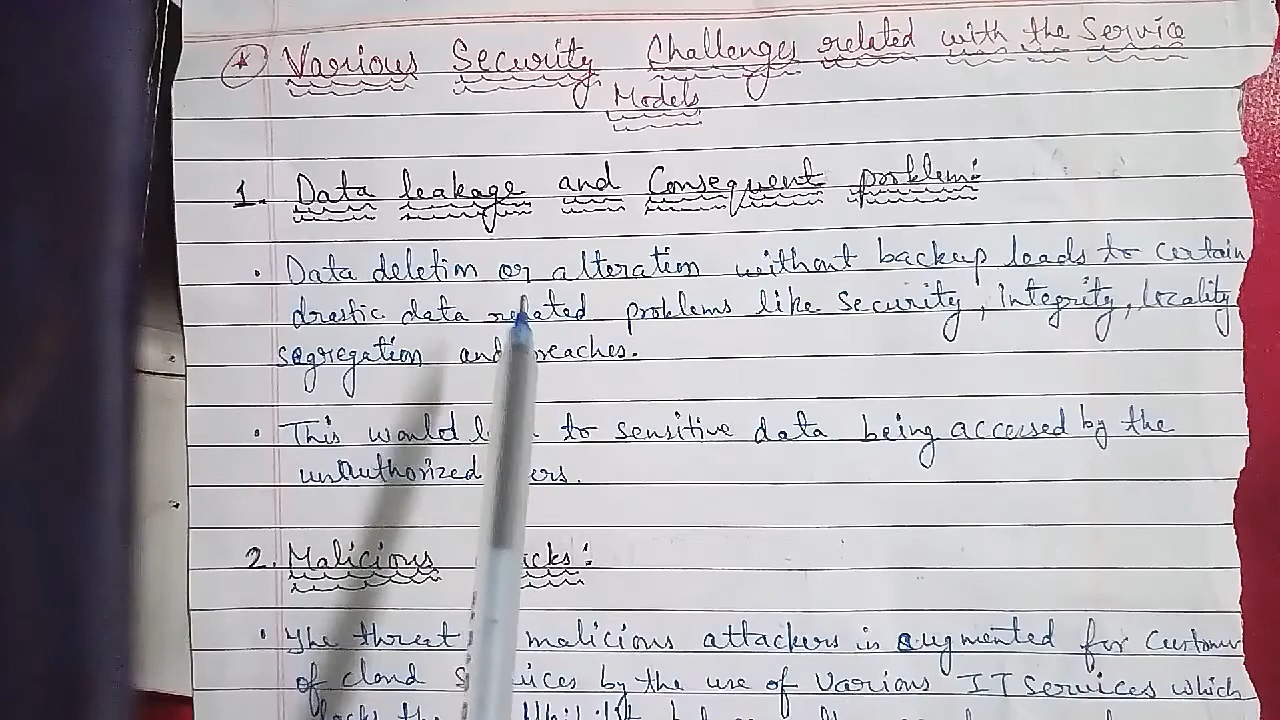 * Various Security Challenges related with the Service
Models
1. Data leakage and Consequent problem:
• Data deletion or alteration without backup leads to certain
drastic data related problems like security, integrity, locality
segregation and breaches.
• This would to sensitive data being accessed by the
unauthorized
2. Malicious
• The threat malicious attackers is augmented for customer
of cloud services by the use of various IT services which